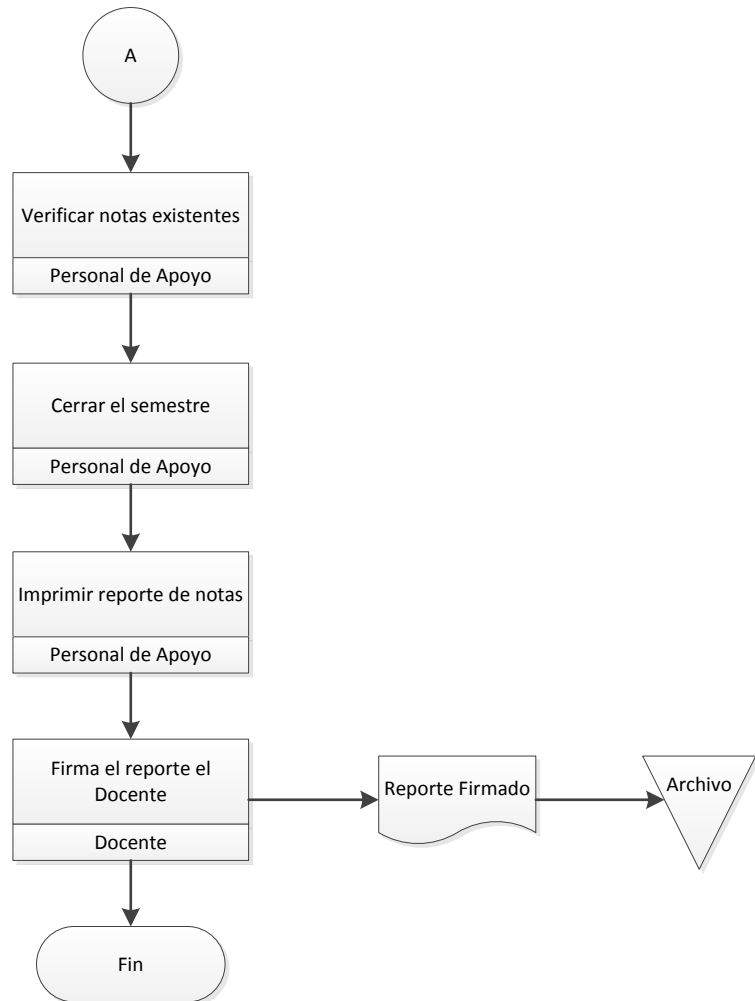 A
Verificar notas existentes
Personal de Apoyo
Cerrar el semestre
Personal de Apoyo
Imprimir reporte de notas
Personal de Apoyo
Firma el reporte el
Docente
Docente
Reporte Firmado
Archivo
Fin